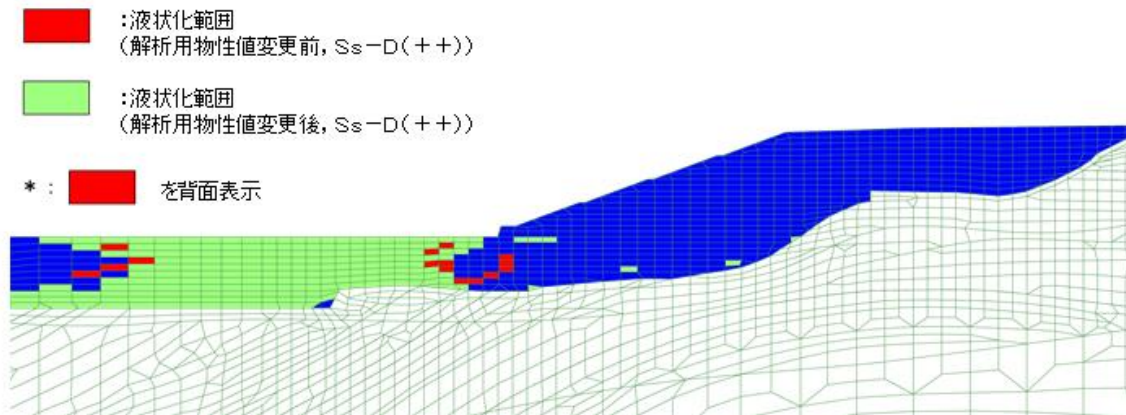 :液状化範囲
(解析用物性値変更前,Ss-D(++))
:液状化範囲
(解析用物性値変更後,Ss-D(++))
*: を背面表示